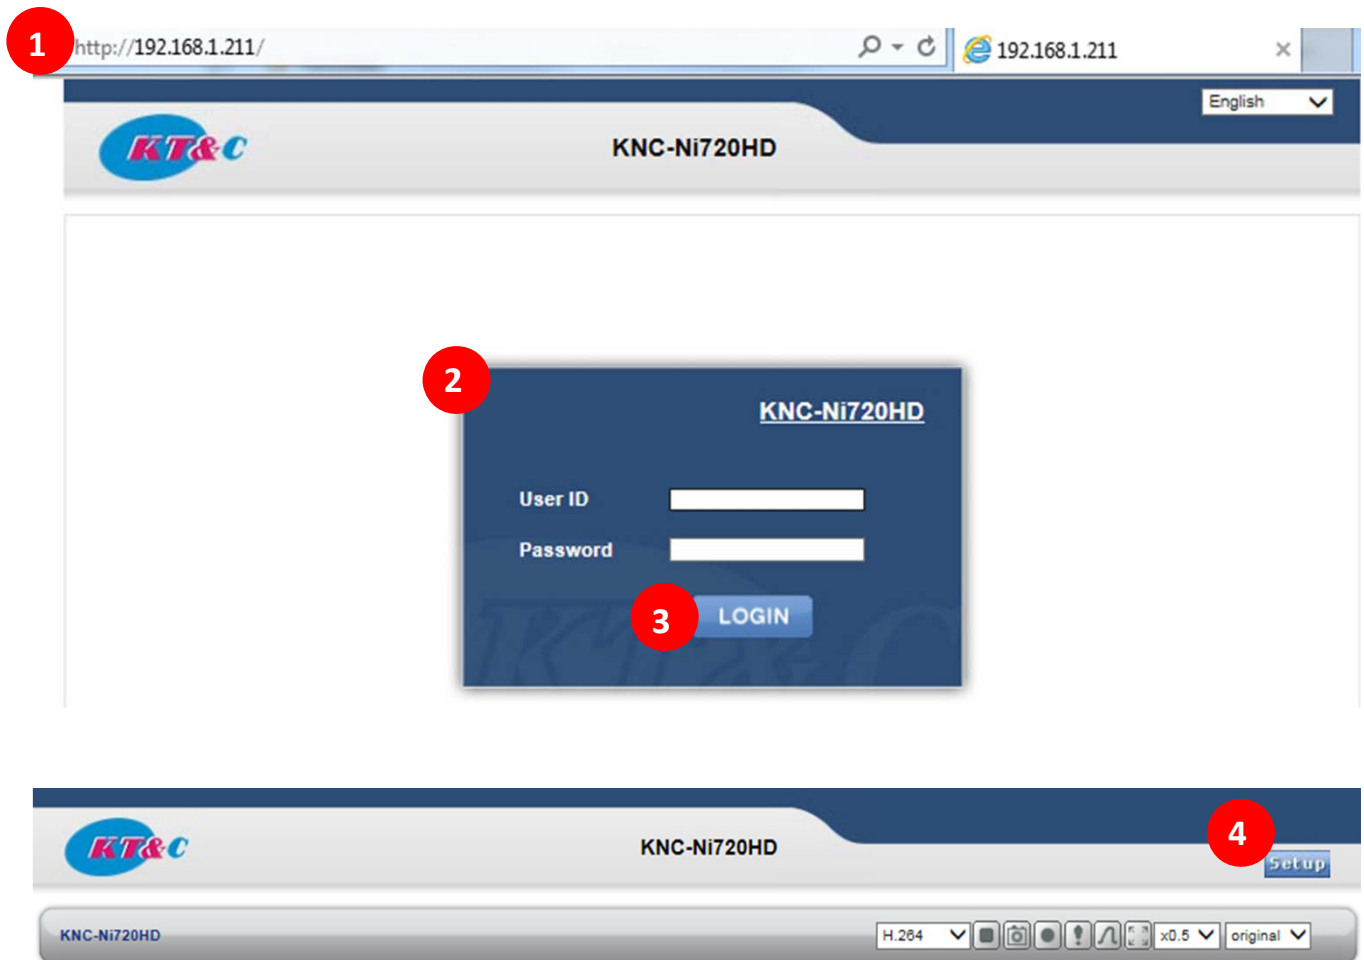 1 http://192.168.1.211/ 192.168.1.211
English
KT&C KNC-Ni720HD
2
KNC-Ni720HD
User ID
Password
3 LOGIN
KT&C
4
KT&C KNC-Ni720HD
Setup
KNC-Ni720HD H.264 x0.5 original